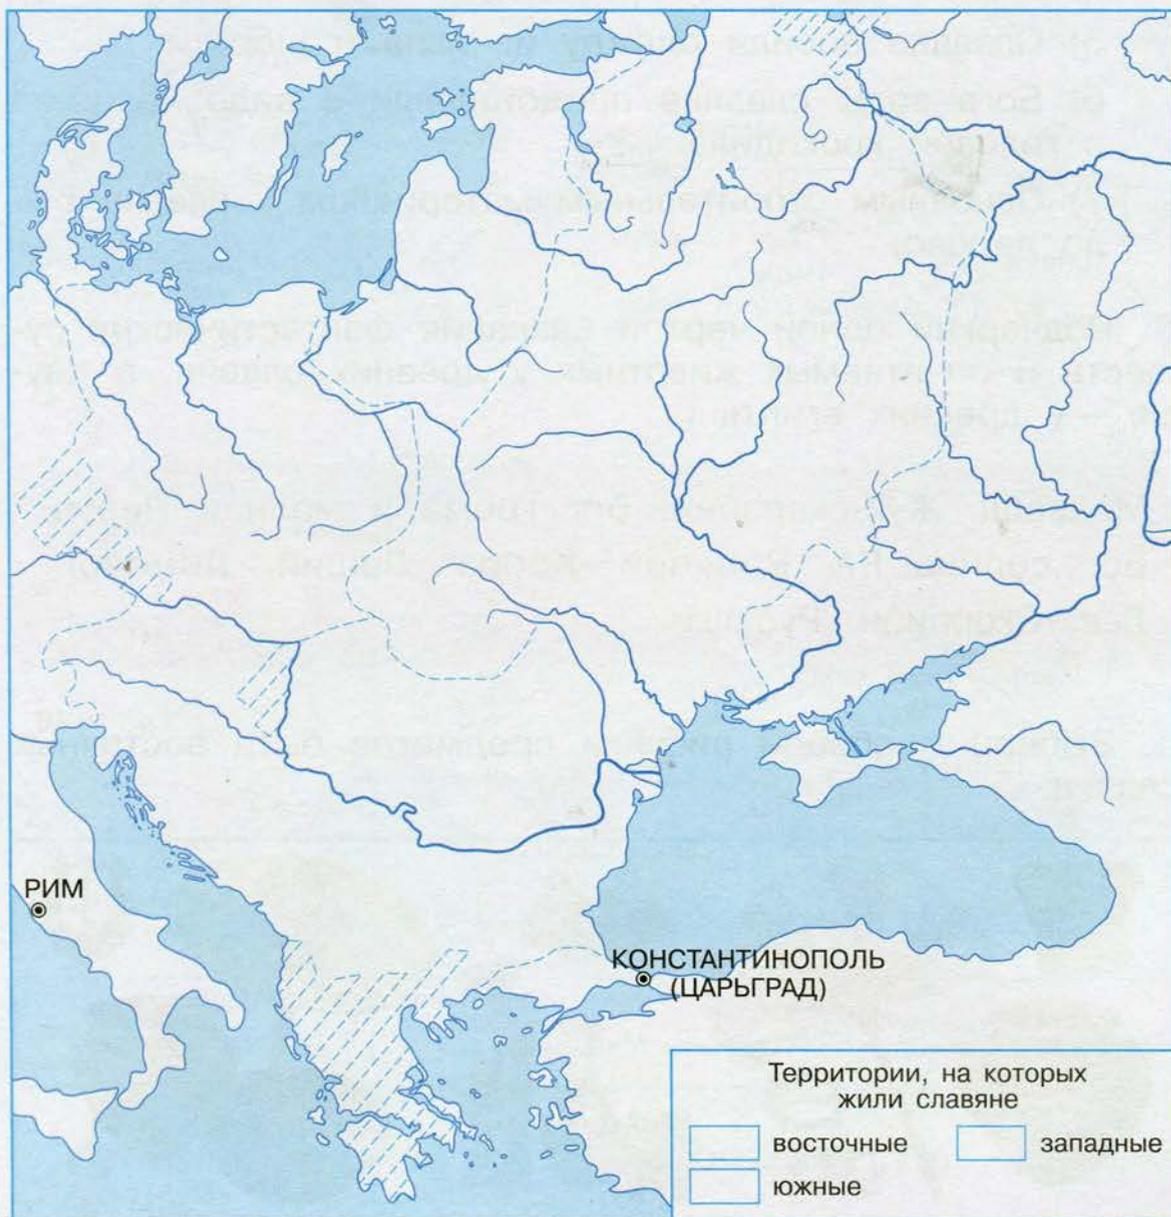 РИМ
КОНСТАНТИНОПОЛЬ
(ЦАРЬГРАД)
Территории, на которых
жили славяне
восточные
западные
южные